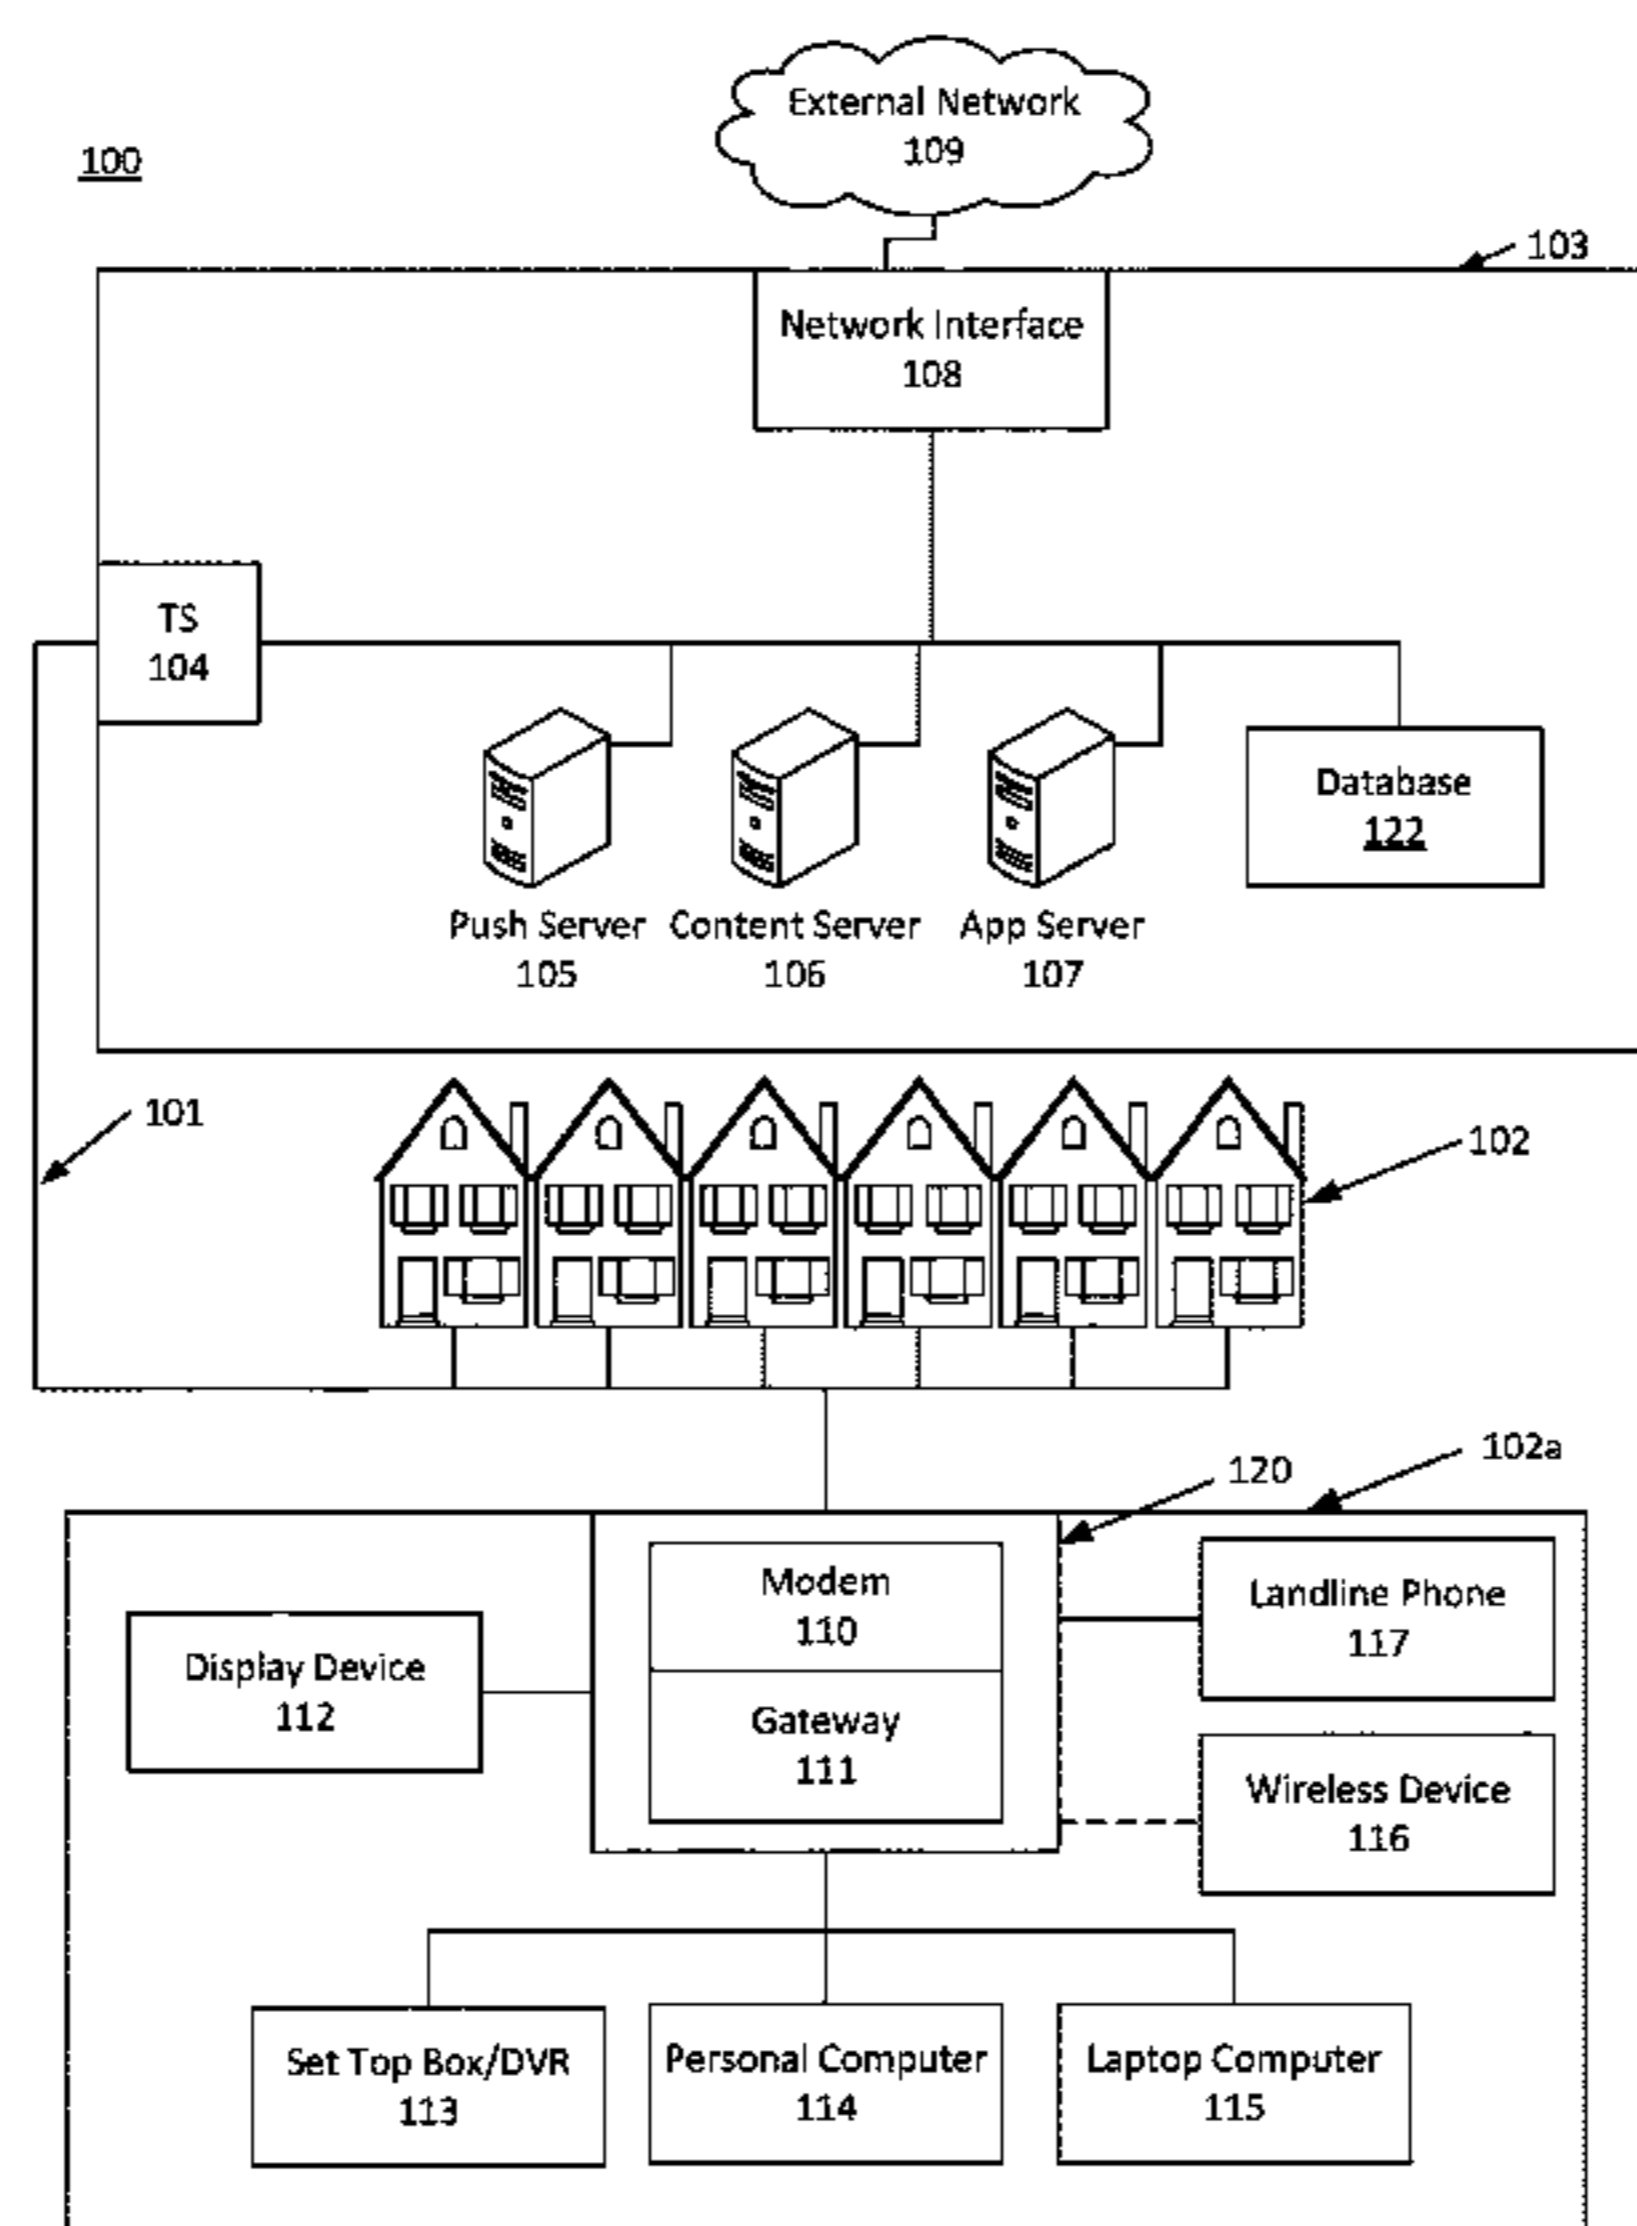 External Network
109
100
103
Network Interface
108
TS
104
Database
122
Push Server
105
Content Server
106
App Server
107
101
102
102a
120
Modem
110
Landline Phone
117
Display Device
112
Gateway
111
Wireless Device
116
Set Top Box/DVR
113
Personal Computer
114
Laptop Computer
115